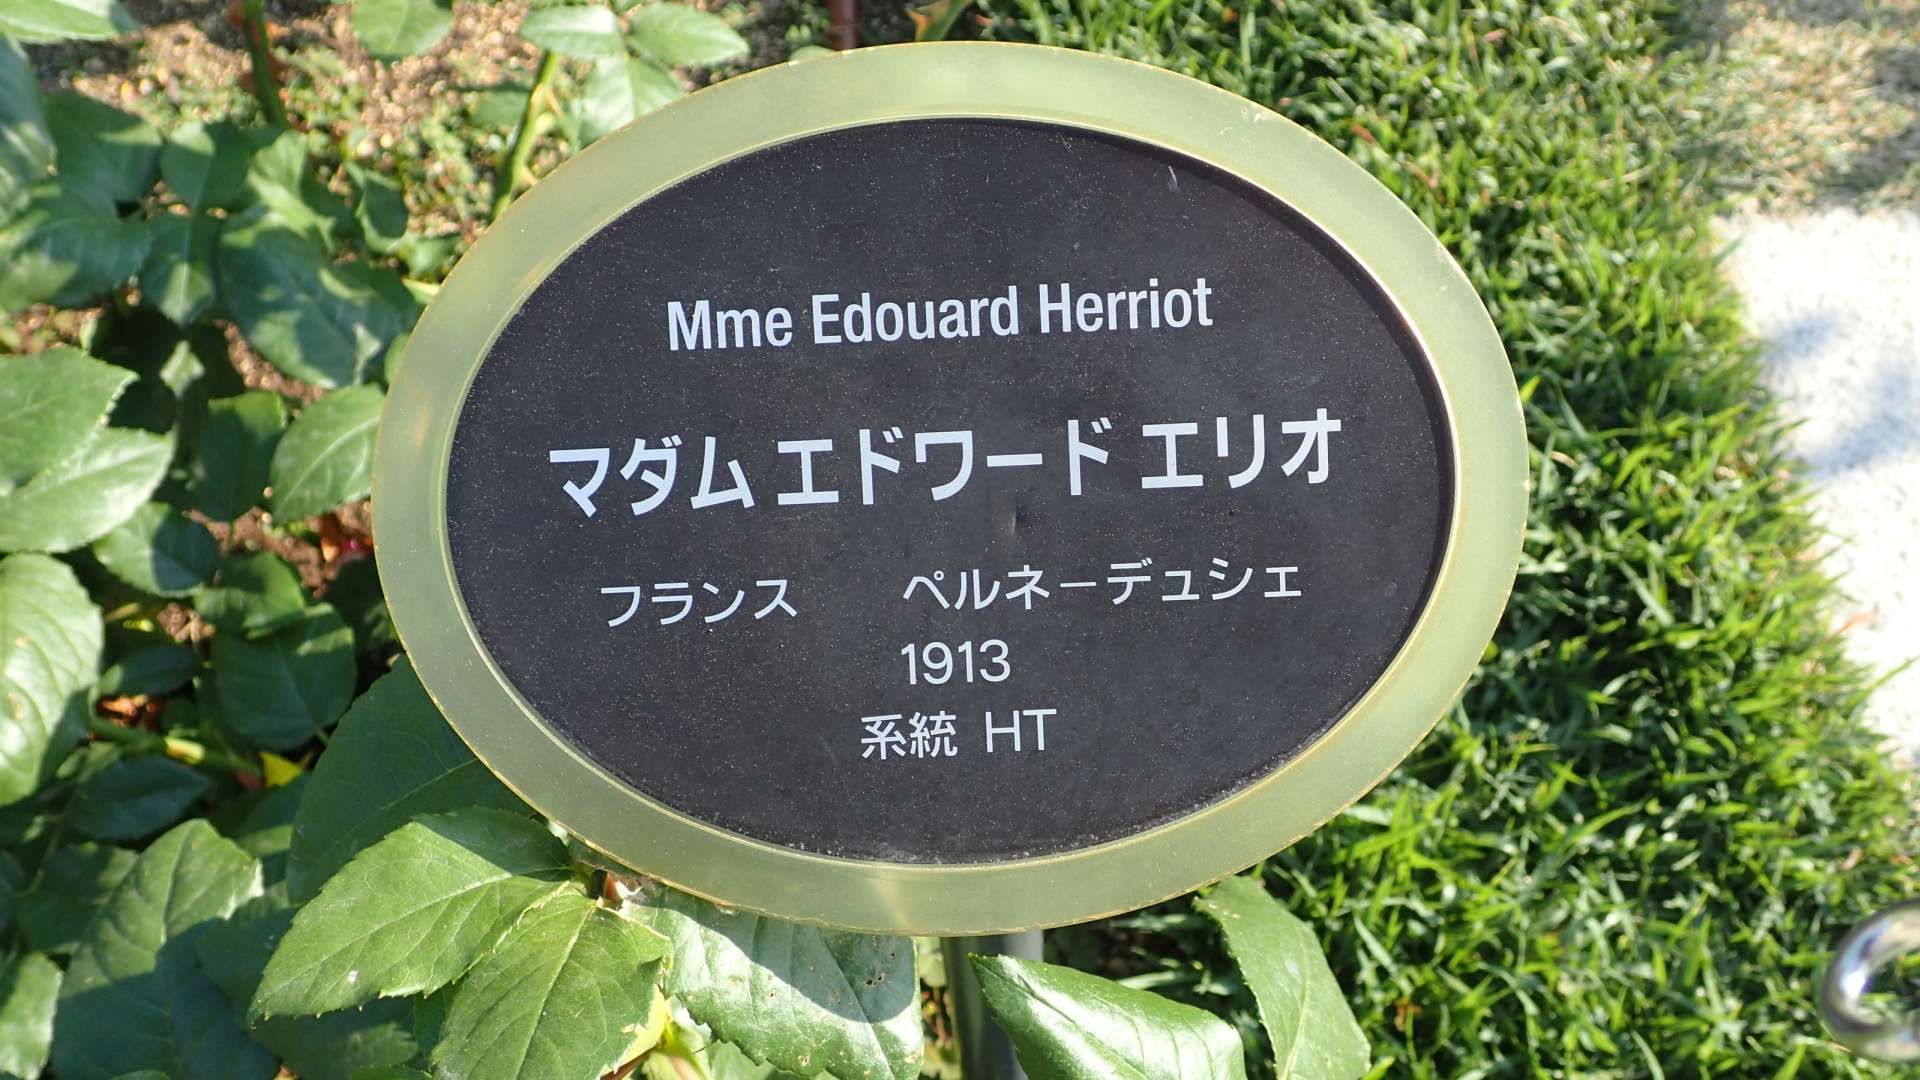 Mme Edouard Herriot
マダム エドワード エリオ
フランス ペルネーデュシェ
1913
系統 HT